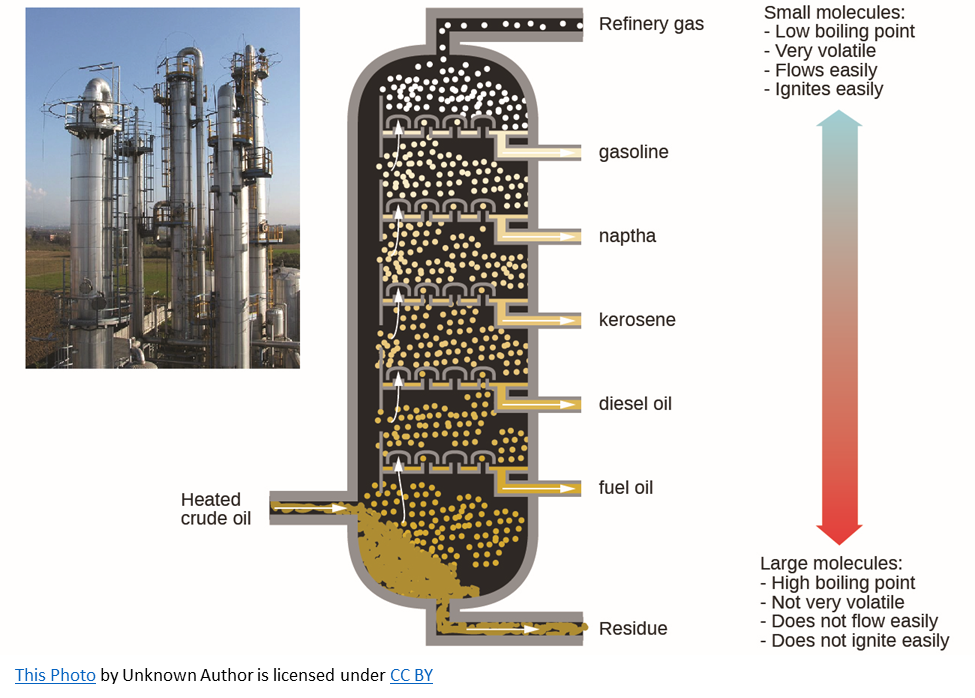 Refinery gas
gasoline
naptha
kerosene
diesel oil
fuel oil
Heated
crude oil
Residue
Small molecules:
- Low boiling point
- Very volatile
- Flows easily
- Ignites easily
Large molecules:
- High boiling point
- Not very volatile
- Does not flow easily
- Does not ignite easily
This Photo by Unknown Author is licensed under CC BY